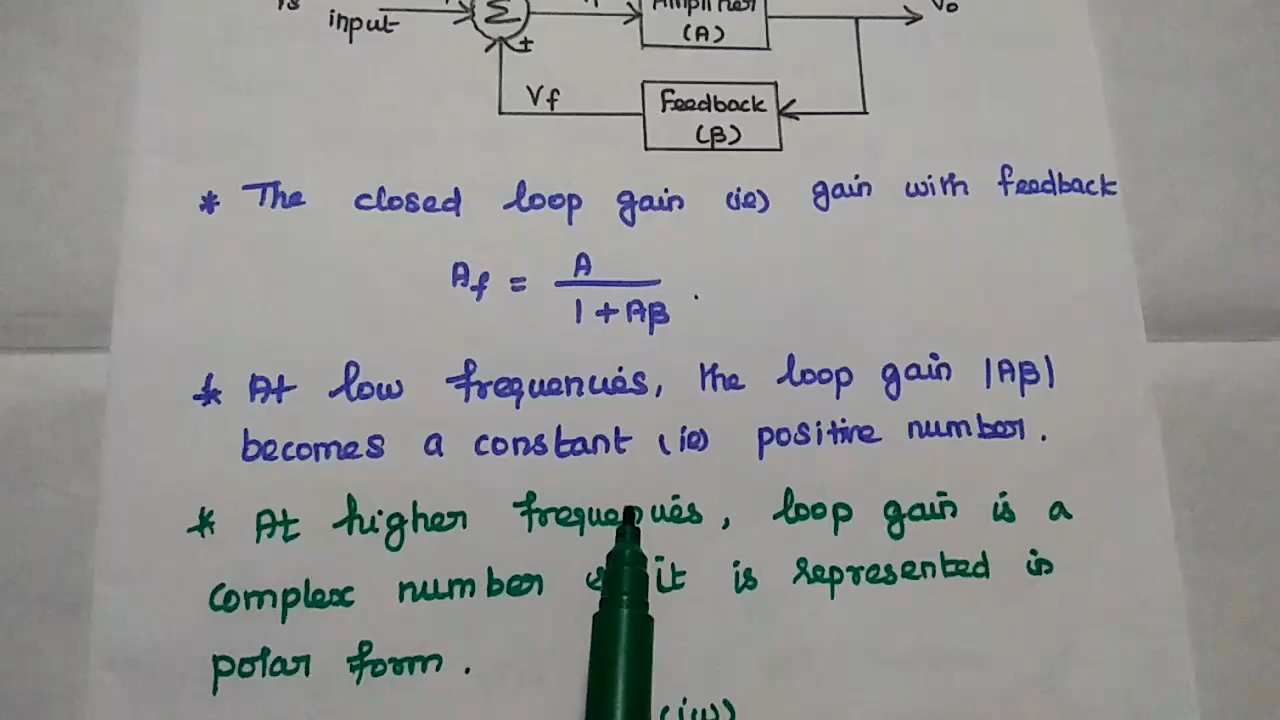 input
Σ
Amplifier
Vo
(A)
±
Vf
Feedback
(β)
* The closed loop gain (ie) gain with feedback
Af = A / 1 + Aβ .
* At low frequencies, the loop gain |Aβ|
becomes a constant (ie) positive number.
* At higher frequencies, loop gain is a
complex number it is represented in
polar form.
(jω)